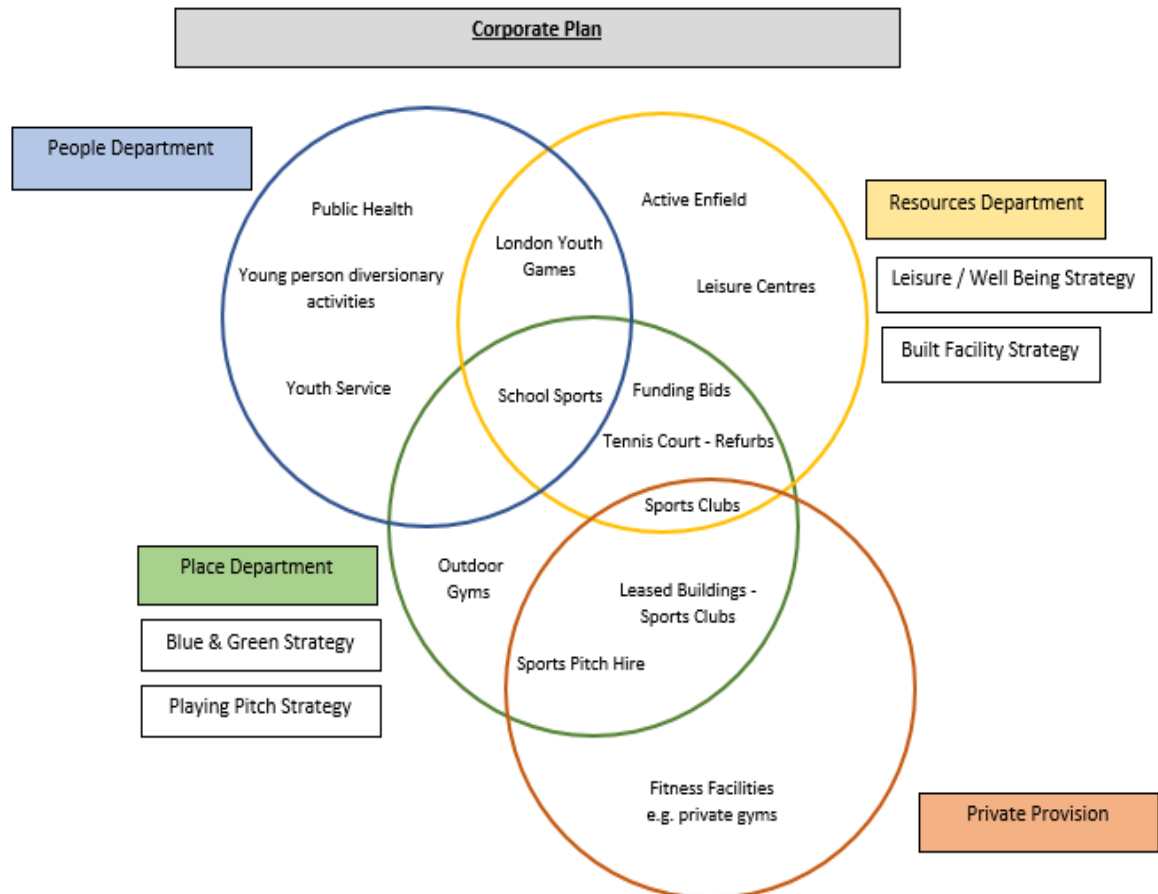 Corporate Plan
People Department
Public Health
Active Enfield
Resources Department
London Youth
Games
Young person diversionary
activities
Leisure Centres
Leisure / Well Being Strategy
Built Facility Strategy
Youth Service
School Sports
Funding Bids
Tennis Court - Refurbs
Sports Clubs
Place Department
Outdoor
Gyms
Leased Buildings -
Sports Clubs
Blue & Green Strategy
Sports Pitch Hire
Playing Pitch Strategy
Fitness Facilities
e.g. private gyms
Private Provision